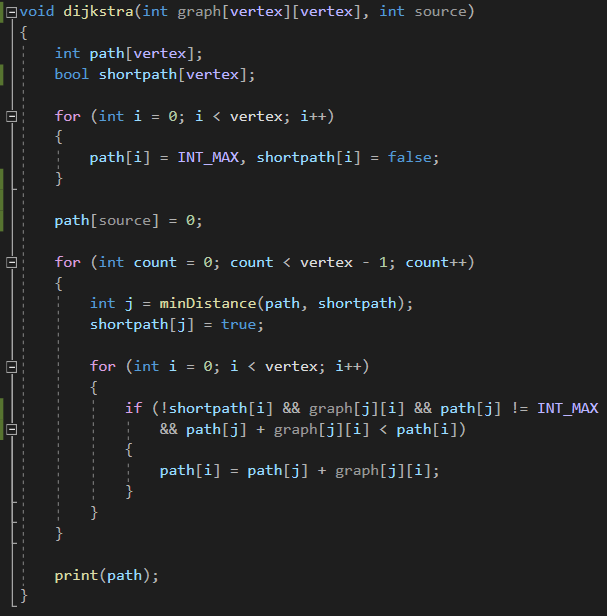 void dijkstra(int graph[vertex][vertex], int source)
{
    int path[vertex];
    bool shortpath[vertex];

    for (int i = 0; i < vertex; i++)
    {
        path[i] = INT_MAX, shortpath[i] = false;
    }

    path[source] = 0;

    for (int count = 0; count < vertex - 1; count++)
    {
        int j = minDistance(path, shortpath);
        shortpath[j] = true;

        for (int i = 0; i < vertex; i++)
        {
            if (!shortpath[i] && graph[j][i] && path[j] != INT_MAX
                && path[j] + graph[j][i] < path[i])
            {
                path[i] = path[j] + graph[j][i];
            }
        }
    }

    print(path);
}